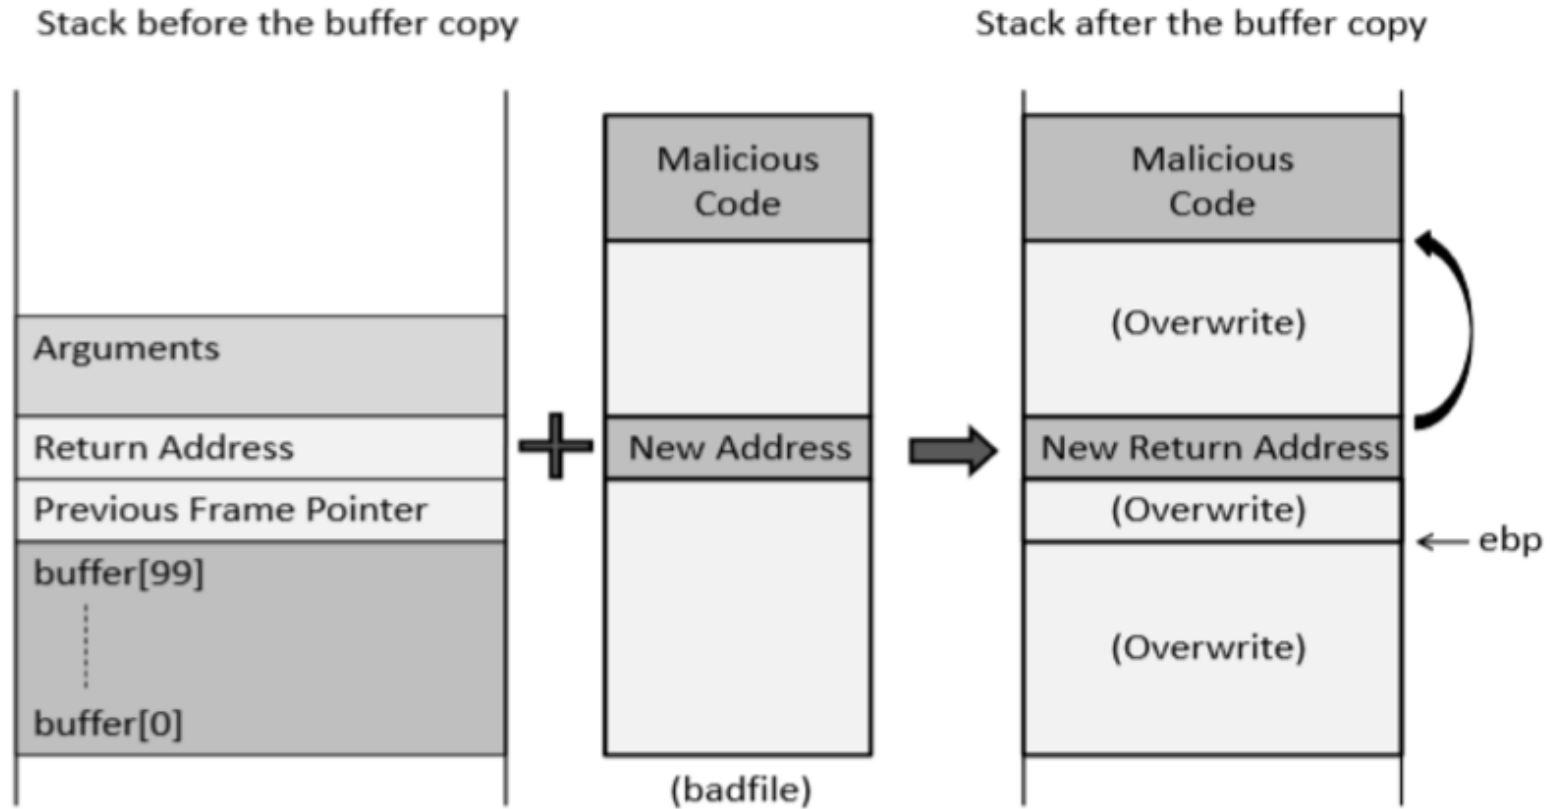 Stack before the buffer copy
Stack after the buffer copy
Arguments
Return Address
Previous Frame Pointer
buffer[99]
buffer[0]
Malicious
Code
New Address
(badfile)
Malicious
Code
(Overwrite)
New Return Address
(Overwrite)
ebp
(Overwrite)